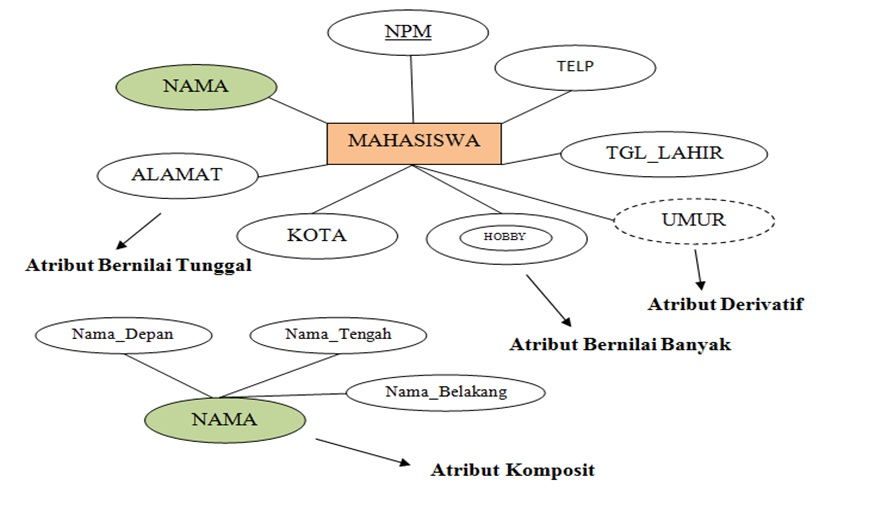 NPM
TELP
NAMA
MAHASISWA
TGL_LAHIR
ALAMAT
UMUR
KOTA
HOBBY
Atribut Bernilai Tunggal
Atribut Derivatif
Atribut Bernilai Banyak
Nama_Depan
Nama_Tengah
Nama_Belakang
NAMA
Atribut Komposit